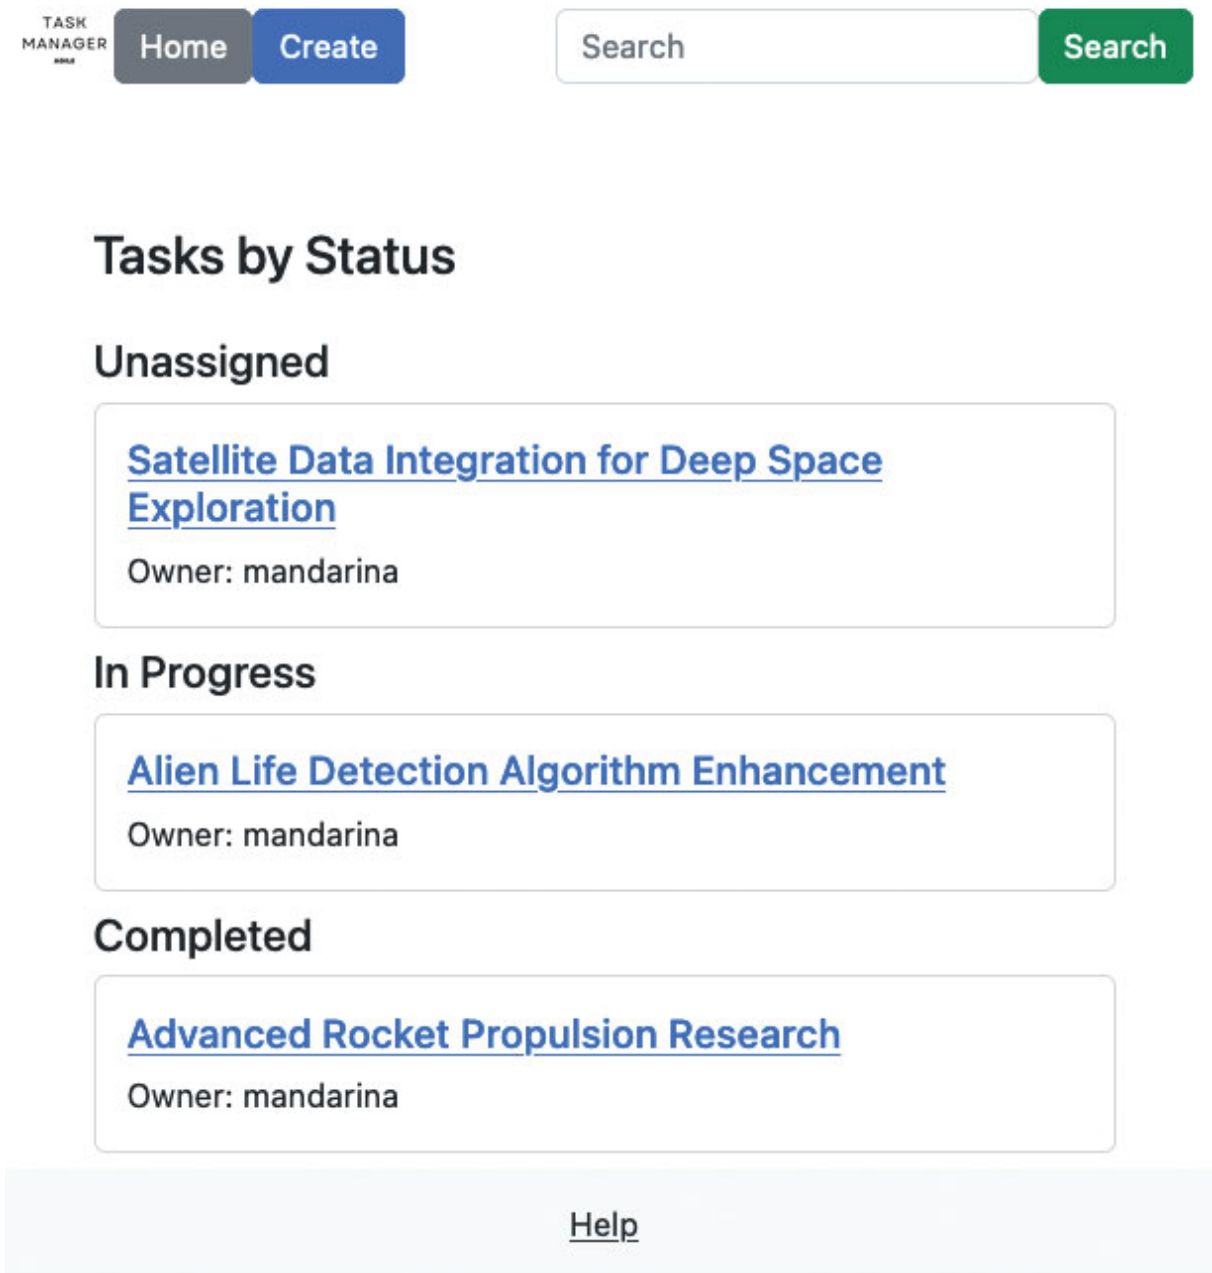 TASK
MANAGER
AGILE
Home
Create
Search
Search
Tasks by Status
Unassigned
Satellite Data Integration for Deep Space
Exploration
Owner: mandarina
In Progress
Alien Life Detection Algorithm Enhancement
Owner: mandarina
Completed
Advanced Rocket Propulsion Research
Owner: mandarina
Help